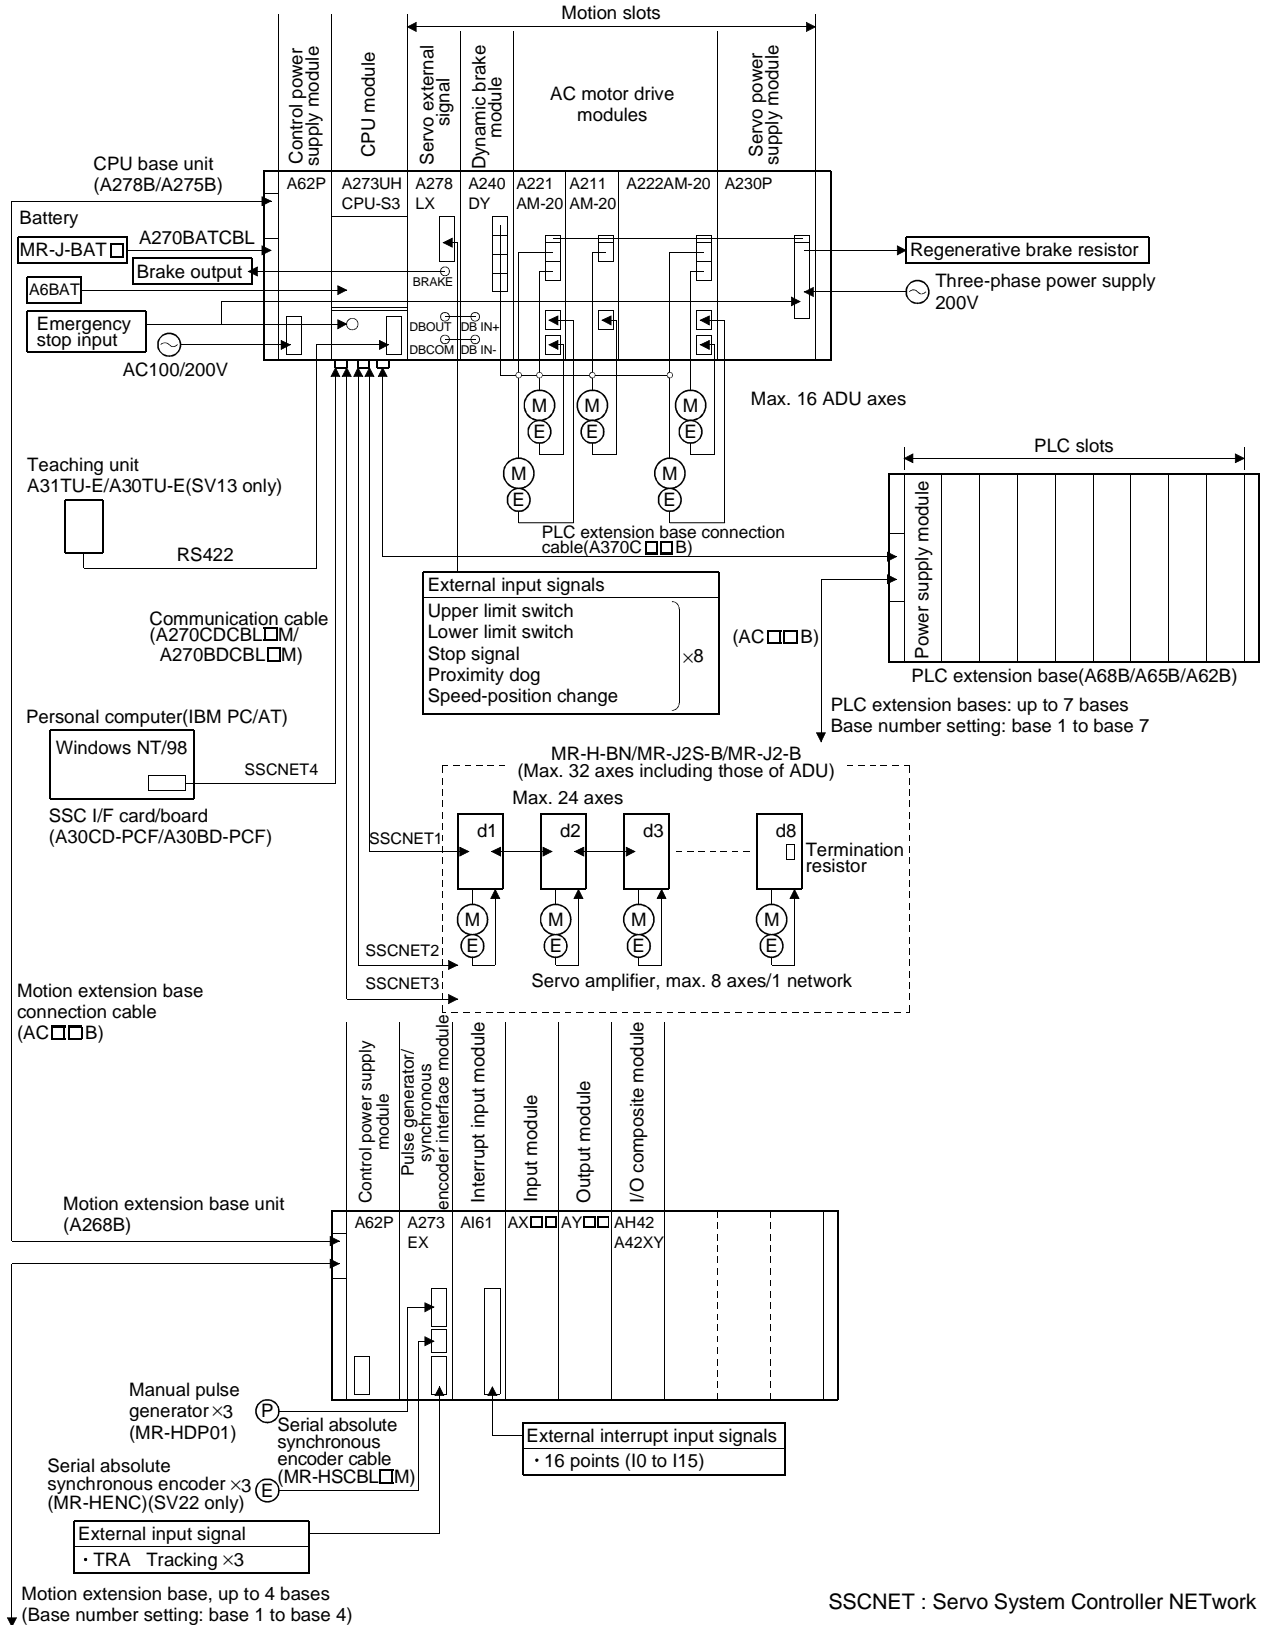 Motion slots
Control power
supply module
CPU module
Servo external
signal
Dynamic brake
module
AC motor drive
modules
Servo power
supply module
CPU base unit
(A278B/A275B)
A62P
A273UH
CPU-S3
A278
LX
A240
DY
A221
AM-20
A211
AM-20
A222AM-20
A230P
Battery
MR-J-BAT□
A270BATCBL
Brake output
A6BAT
Emergency
stop input
AC100/200V
BRAKE
DBOUT
DB IN+
DBCOM
DB IN-
Regenerative brake resistor
Three-phase power supply
200V
M
E
M
E
M
E
M
E
M
E
Max. 16 ADU axes
Teaching unit
A31TU-E/A30TU-E(SV13 only)
RS422
PLC slots
Power supply module
PLC extension base connection
cable(A370C□□B)
External input signals
Upper limit switch
Lower limit switch
Stop signal
Proximity dog
Speed-position change
×8
(AC□□B)
PLC extension base(A68B/A65B/A62B)
PLC extension bases: up to 7 bases
Base number setting: base 1 to base 7
Communication cable
(A270CDCBL□M/
A270BDCBL□M)
Personal computer(IBM PC/AT)
Windows NT/98
SSCNET4
SSC I/F card/board
(A30CD-PCF/A30BD-PCF)
MR-H-BN/MR-J2S-B/MR-J2-B
(Max. 32 axes including those of ADU)
Max. 24 axes
SSCNET1
d1
d2
d3
d8
Termination
resistor
M
E
M
E
M
E
M
E
SSCNET2
SSCNET3
Servo amplifier, max. 8 axes/1 network
Motion extension base
connection cable
(AC□□B)
Control power supply
module
Pulse generator/
synchronous
encoder interface module
Interrupt input module
Input module
Output module
I/O composite module
Motion extension base unit
(A268B)
A62P
A273
EX
AI61
AX□□
AY□□
AH42
A42XY
Manual pulse
generator×3
(MR-HDP01)
P
Serial absolute
synchronous
encoder cable
(MR-HSCBL□M)
Serial absolute
synchronous encoder ×3
(MR-HENC)(SV22 only)
E
External interrupt input signals
・16 points (I0 to I15)
External input signal
・TRA Tracking ×3
Motion extension base, up to 4 bases
(Base number setting: base 1 to base 4)
SSCNET : Servo System Controller NETwork